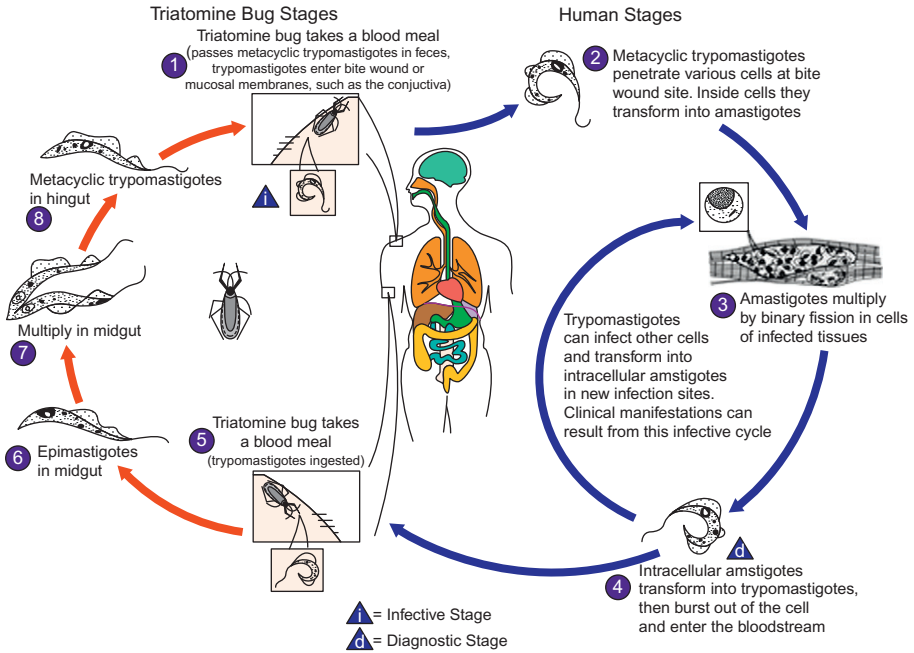 Triatomine Bug Stages
Human Stages
1
Triatomine bug takes a blood meal
(passes metacyclic trypomastigotes in feces,
trypomastigotes enter bite wound or
mucosal membranes, such as the conjuctiva)
i
2
Metacyclic trypomastigotes
penetrate various cells at bite
wound site. Inside cells they
transform into amastigotes
3
Amastigotes multiply
by binary fission in cells
of infected tissues
Trypomastigotes
can infect other cells
and transform into
intracellular amstigotes
in new infection sites.
Clinical manifestations can
result from this infective cycle
d
4
Intracellular amstigotes
transform into trypomastigotes,
then burst out of the cell
and enter the bloodstream
5
Triatomine bug takes
a blood meal
(trypomastigotes ingested)
6
Epimastigotes
in midgut
Multiply in midgut
7
Metacyclic trypomastigotes
in hingut
8
i = Infective Stage
d = Diagnostic Stage